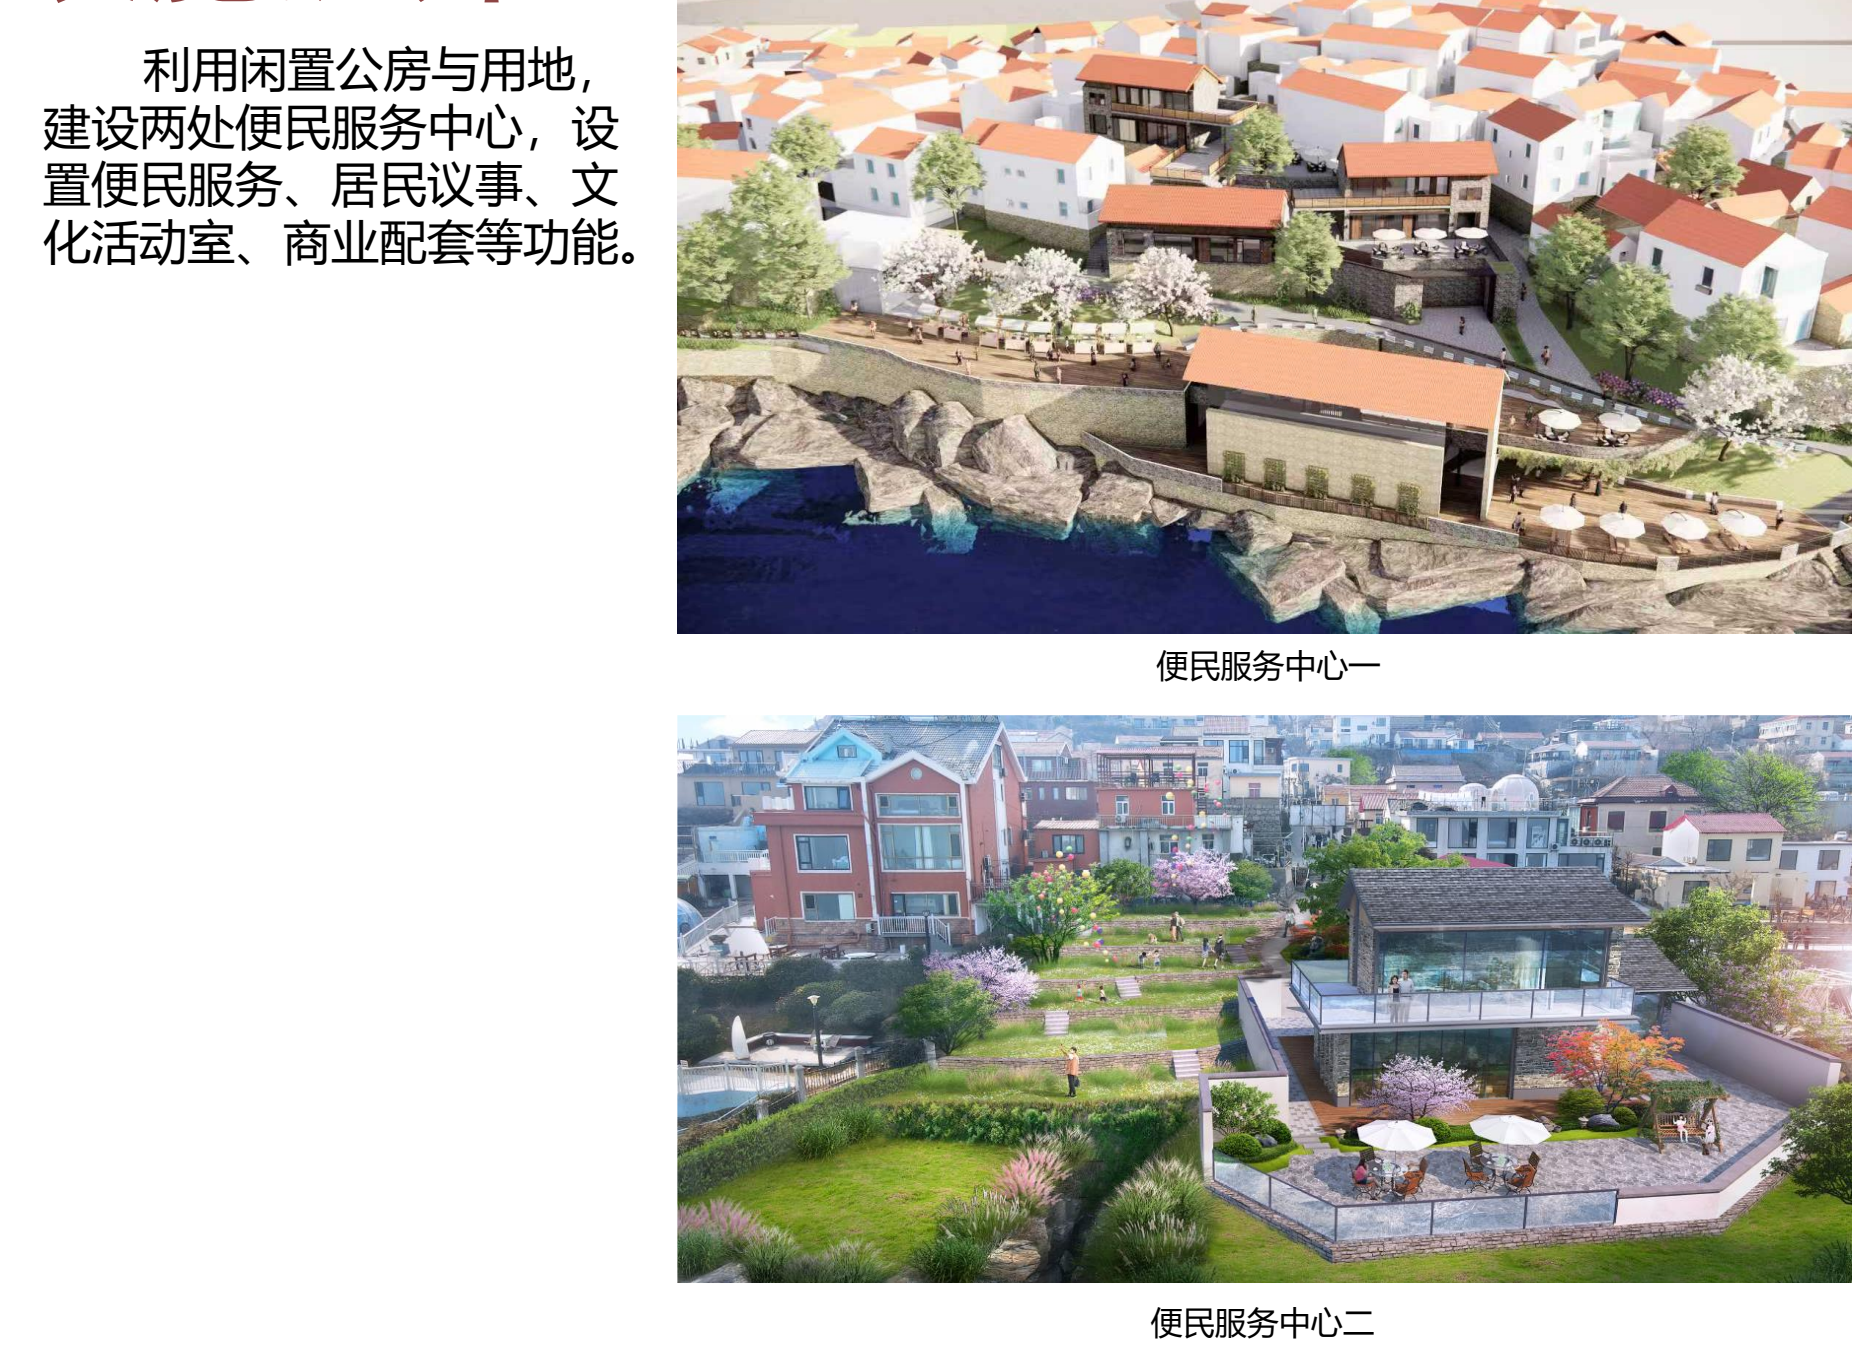 利用闲置公房与用地，
建设两处便民服务中心，设
置便民服务、居民议事、文
化活动室、商业配套等功能。
便民服务中心一
便民服务中心二